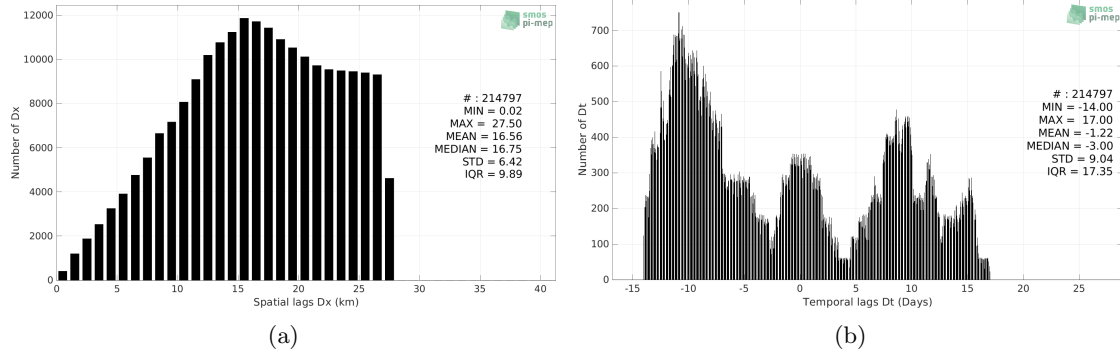 12000
10000
8000
6000
4000
2000
0
Number of Dx
0 5 10 15 20 25 30 35 40
Spatial lags Dx (km)
smos
pi-mep
# : 214797
MIN = 0.02
MAX = 27.50
MEAN = 16.56
MEDIAN = 16.75
STD = 6.42
IQR = 9.89
(a)
700
600
500
400
300
200
100
0
Number of Dt
-15 -10 -5 0 5 10 15 20 25
Temporal lags Dt (Days)
smos
pi-mep
# : 214797
MIN = -14.00
MAX = 17.00
MEAN = -1.22
MEDIAN = -3.00
STD = 9.04
IQR = 17.35
(b)